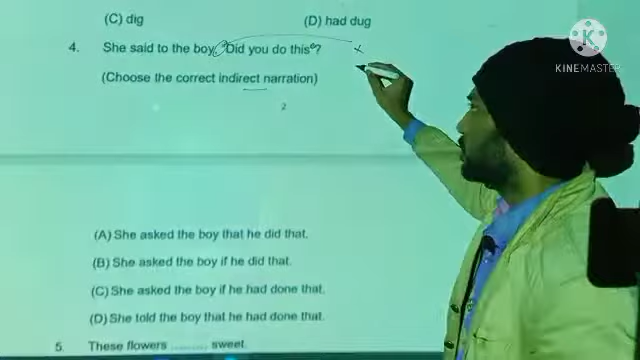 (C) dig (D) had dug
4. She said to the boy, "Did you do this"?
(Choose the correct indirect narration)
2
(A) She asked the boy that he did that.
(B) She asked the boy if he did that.
(C) She asked the boy if he had done that.
(D) She told the boy that he had done that.
5. These flowers ......... sweet.
K
KINEMASTER